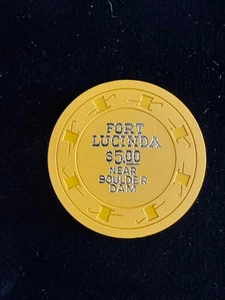 FORT
LUCINDA
$5.00
NEAR
BOULDER
DAM